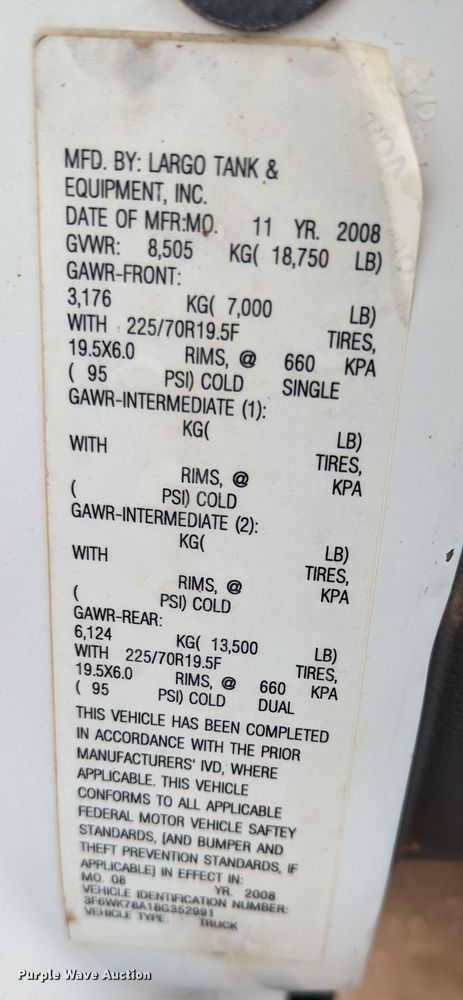 MFD. BY: LARGO TANK &
EQUIPMENT, INC.
DATE OF MFR:MO. 11 YR. 2008
GVWR: 8,505 KG( 18,750 LB)
GAWR-FRONT:
3,176 KG( 7,000 LB)
WITH 225/70R19.5F TIRES,
19.5X6.0 RIMS, @ 660 KPA
( 95 PSI) COLD SINGLE
GAWR-INTERMEDIATE (1):
KG( LB)
WITH TIRES,
RIMS, @ KPA
( PSI) COLD
GAWR-INTERMEDIATE (2):
KG( LB)
WITH TIRES,
RIMS, @ KPA
( PSI) COLD
GAWR-REAR:
6,124 KG( 13,500 LB)
WITH 225/70R19.5F TIRES,
19.5X6.0 RIMS, @ 660 KPA
( 95 PSI) COLD DUAL
THIS VEHICLE HAS BEEN COMPLETED
IN ACCORDANCE WITH THE PRIOR
MANUFACTURERS' IVD, WHERE
APPLICABLE. THIS VEHICLE
CONFORMS TO ALL APPLICABLE
FEDERAL MOTOR VEHICLE SAFTEY
STANDARDS, [AND BUMPER AND
THEFT PREVENTION STANDARDS, IF
APPLICABLE] IN EFFECT IN:
MO. 08 YR. 2008
VEHICLE IDENTIFICATION NUMBER:
3F6WK78A18G352991
VEHICLE TYPE: TRUCK
Purple Wave Auction